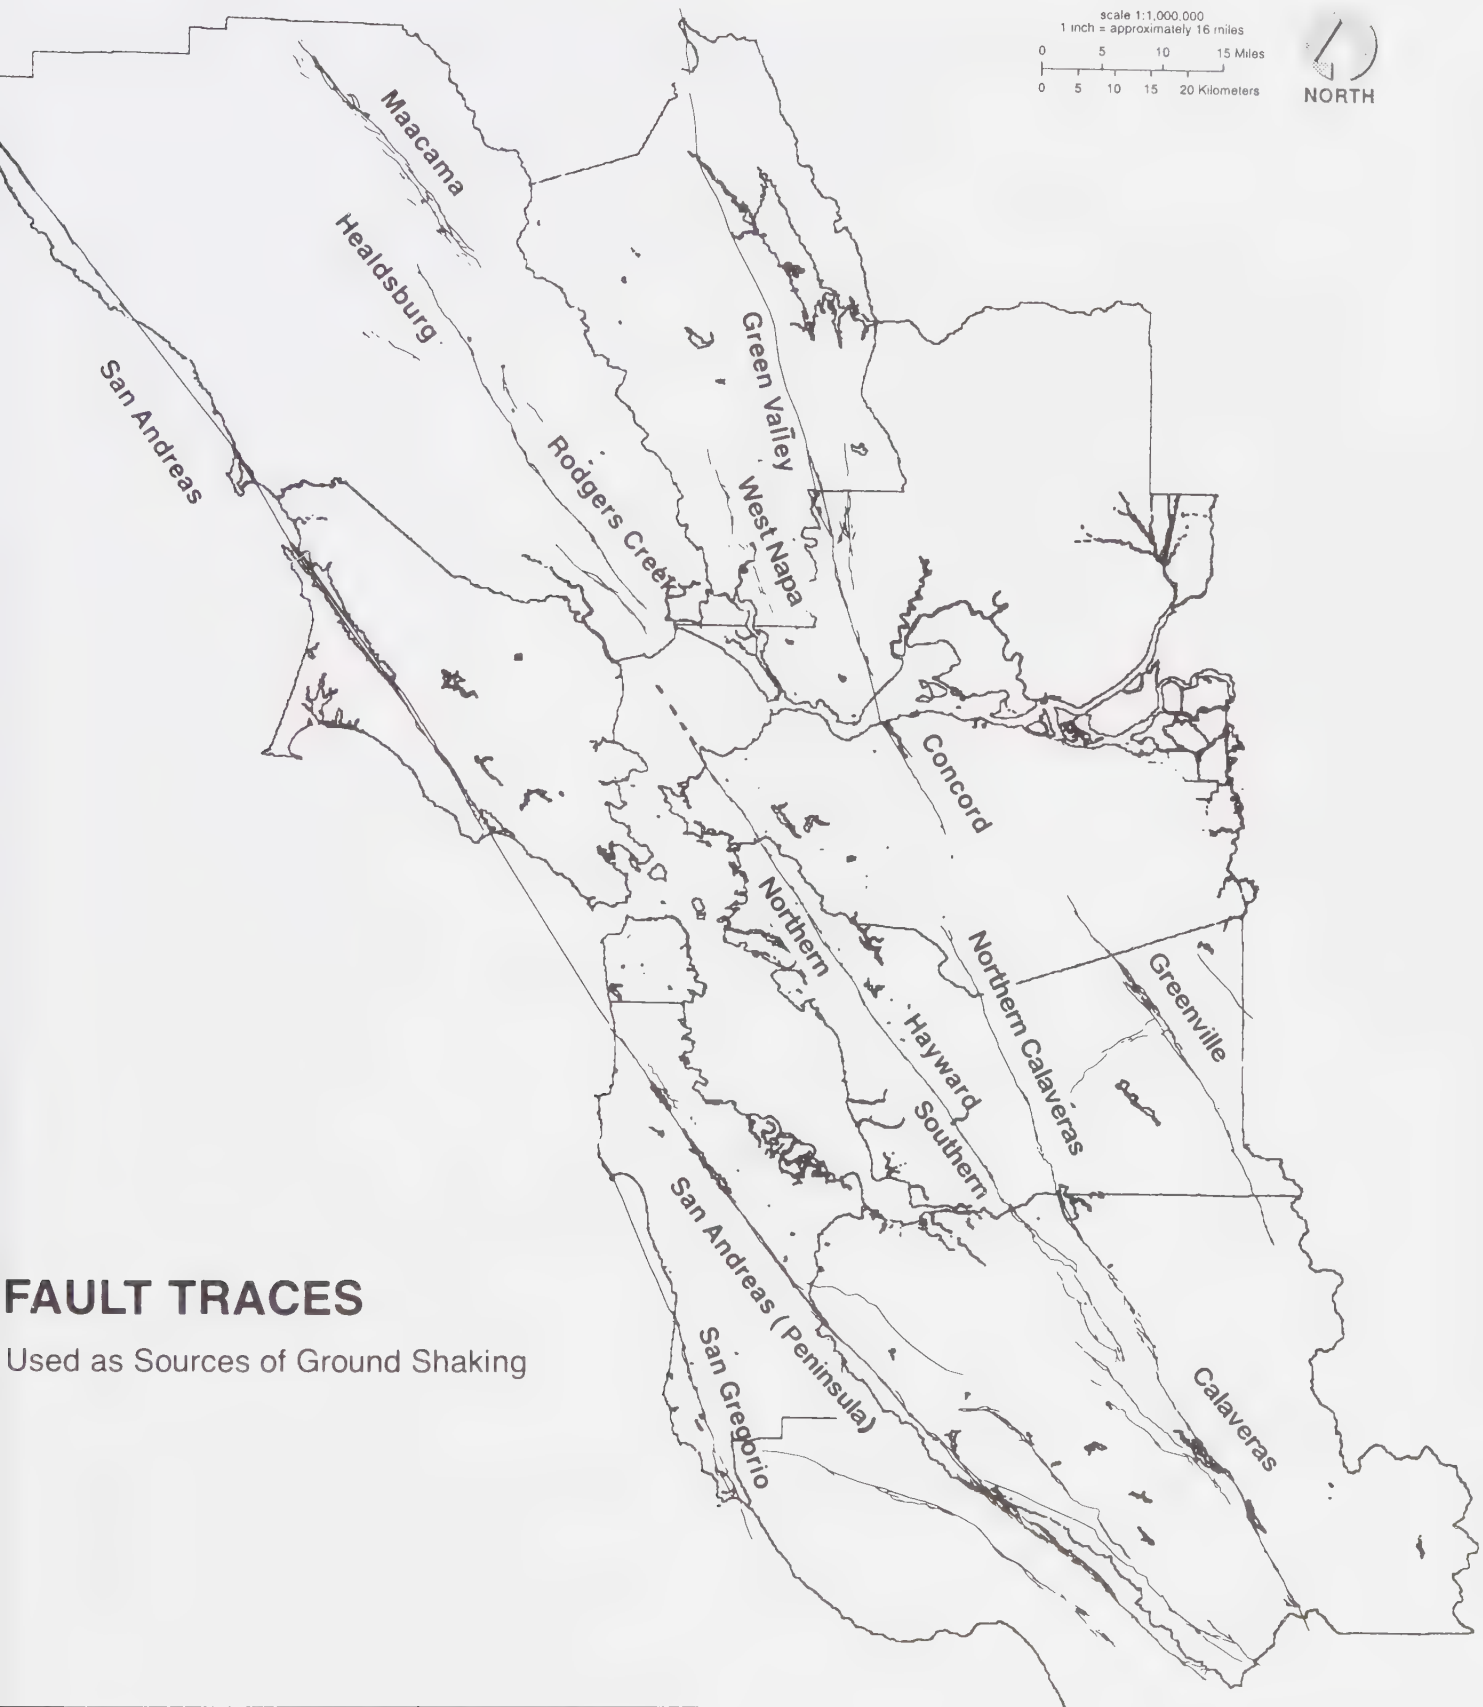 scale 1:1,000,000
1 inch = approximately 16 miles
0 5 10 15 Miles
0 5 10 15 20 Kilometers
NORTH
Maacama
Healdsburg
San Andreas
Rodgers Creek
Green Valley
West Napa
Concord
Northern
Hayward
Southern
Northern Calaveras
Greenville
San Andreas (Peninsula)
San Gregorio
Calaveras
FAULT TRACES
Used as Sources of Ground Shaking